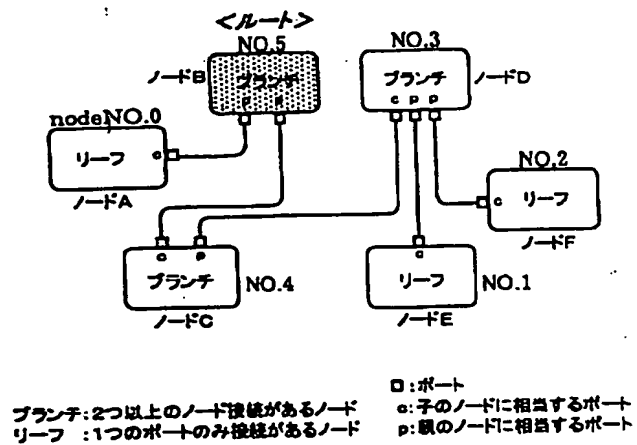 <ルート>
NO.5
ノードB
ブランチ
p p
NO.3
ブランチ
ノードD
c p p
nodeNO.0
リーフ
c
ノードA
NO.2
c リーフ
ノードF
c p
ブランチ
NO.4
ノードC
c
リーフ
NO.1
ノードE
ブランチ:2つ以上のノード接続があるノード
リーフ :1つのポートのみ接続があるノード
□:ポート
c:子のノードに相当するポート
p:親のノードに相当するポート